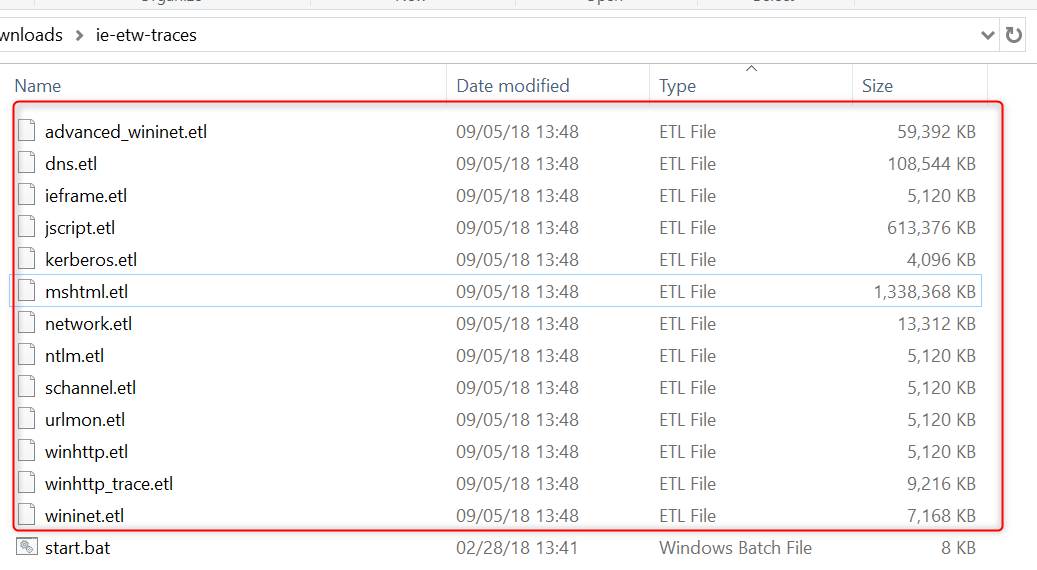 Organize New Open Select
wnloads > ie-etw-traces
Name Date modified Type Size
advanced_wininet.etl 09/05/18 13:48 ETL File 59,392 KB
dns.etl 09/05/18 13:48 ETL File 108,544 KB
ieframe.etl 09/05/18 13:48 ETL File 5,120 KB
jscript.etl 09/05/18 13:48 ETL File 613,376 KB
kerberos.etl 09/05/18 13:48 ETL File 4,096 KB
mshtml.etl 09/05/18 13:48 ETL File 1,338,368 KB
network.etl 09/05/18 13:48 ETL File 13,312 KB
ntlm.etl 09/05/18 13:48 ETL File 5,120 KB
schannel.etl 09/05/18 13:48 ETL File 5,120 KB
urlmon.etl 09/05/18 13:48 ETL File 5,120 KB
winhttp.etl 09/05/18 13:48 ETL File 5,120 KB
winhttp_trace.etl 09/05/18 13:48 ETL File 9,216 KB
wininet.etl 09/05/18 13:48 ETL File 7,168 KB
start.bat 02/28/18 13:41 Windows Batch File 8 KB